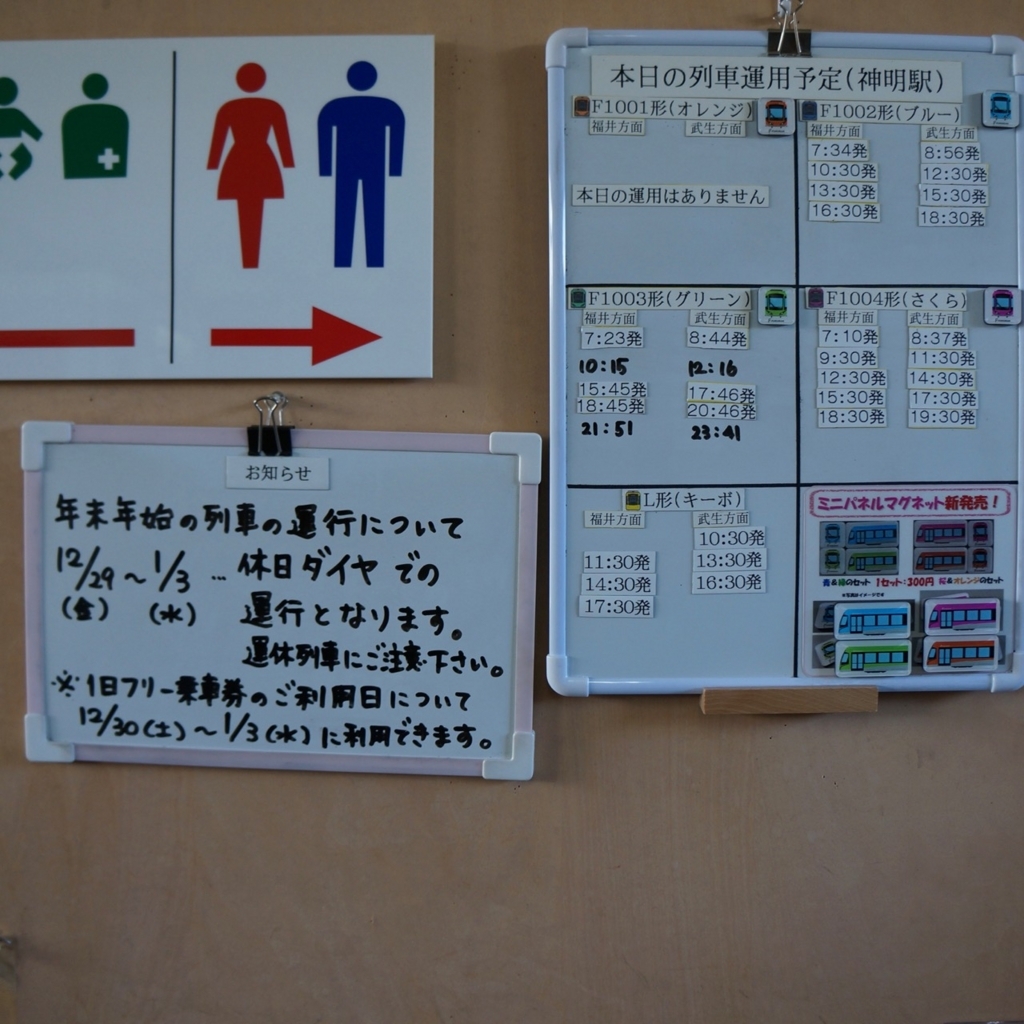 お知らせ
年末年始の列車の運行について
12/29～1/3…休日ダイヤでの
(金) (水) 運行となります。
運休列車にご注意下さい。
※1日フリー乗車券のご利用日について
12/30(土)～1/3(水)に利用できます。
本日の列車運用予定(神明駅)
F1001形(オレンジ)
福井方面 武生方面
本日の運用はありません
F1002形(ブルー)
福井方面 武生方面
7:34発 8:56発
10:30発 12:30発
13:30発 15:30発
16:30発 18:30発
F1003形(グリーン)
福井方面 武生方面
7:23発 8:44発
10:15 12:16
15:45発 17:46発
18:45発 20:46発
21:51 23:41
F1004形(さくら)
福井方面 武生方面
7:10発 8:37発
9:30発 11:30発
12:30発 14:30発
15:30発 17:30発
18:30発 19:30発
L形(キーボ)
福井方面 武生方面
10:30発
11:30発 13:30発
14:30発 16:30発
17:30発
ミニパネルマグネット新発売！
青&緑のセット 1セット:300円 桜&オレンジのセット